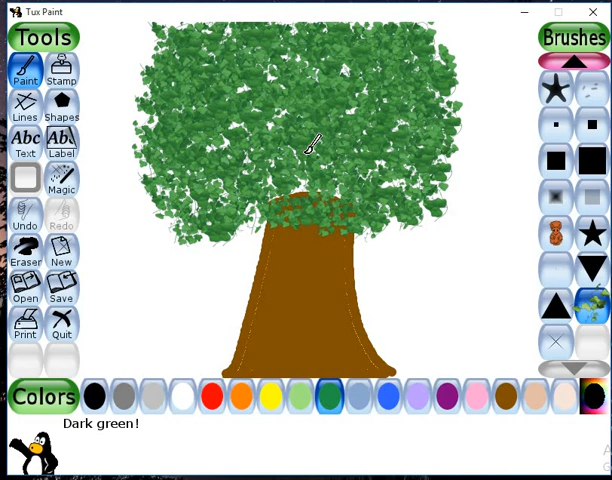 Tux Paint
Tools
Brushes
Paint
Stamp
Lines
Shapes
Abc
Text
Abc
Label
Magic
Undo
Redo
Eraser
New
Open
Save
Print
Quit
Colors
Dark green!